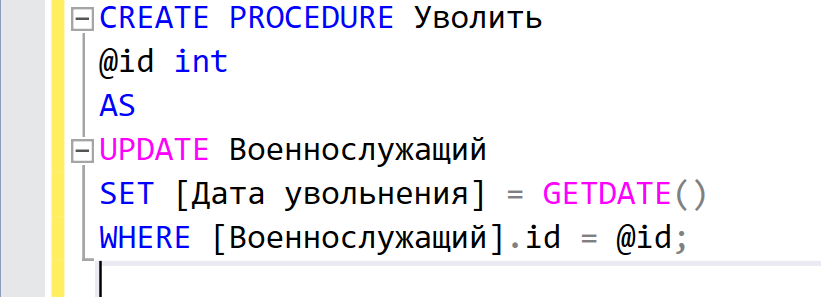 CREATE PROCEDURE Уволить
@id int
AS
UPDATE Военнослужащий
SET [Дата увольнения] = GETDATE()
WHERE [Военнослужащий].id = @id;